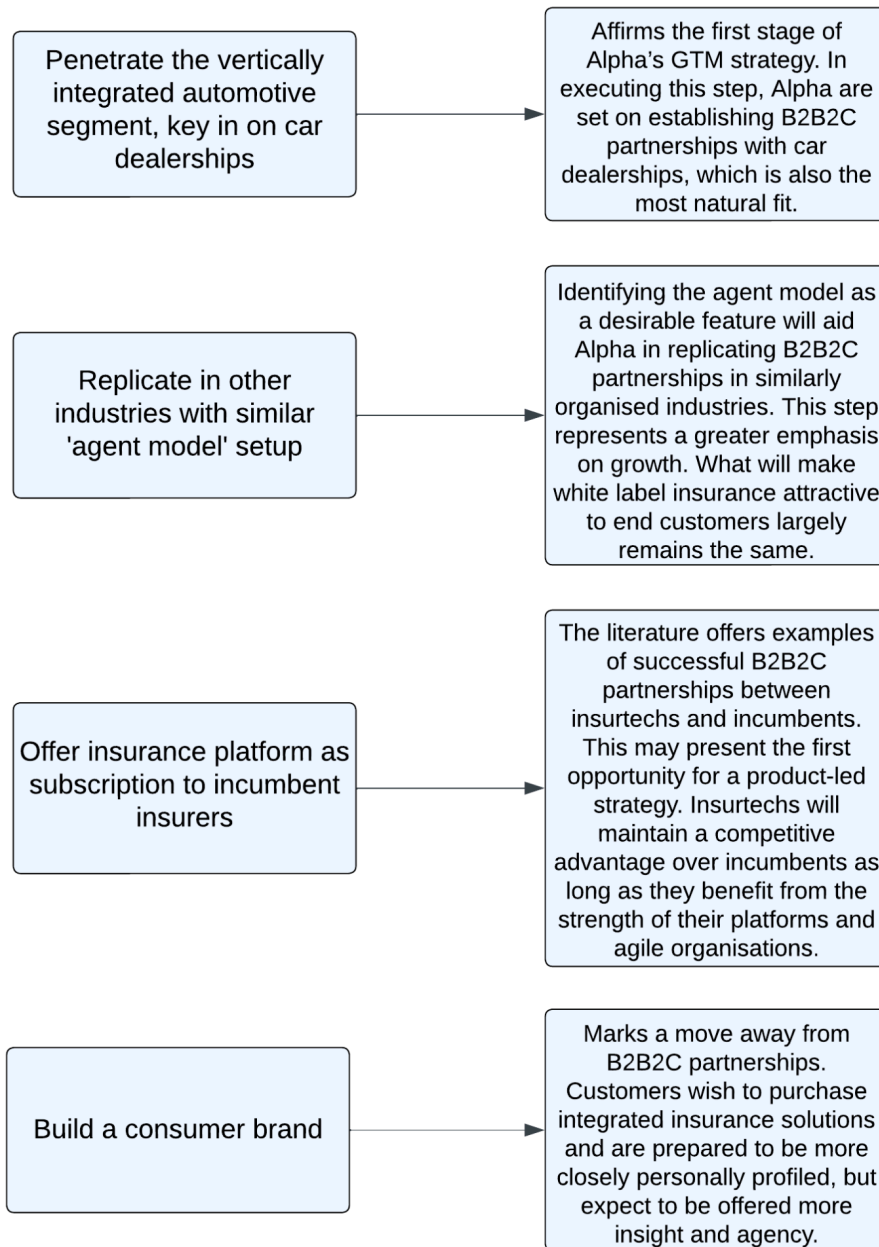 Penetrate the vertically
integrated automotive
segment, key in on car
dealerships
Affirms the first stage of
Alpha’s GTM strategy. In
executing this step, Alpha are
set on establishing B2B2C
partnerships with car
dealerships, which is also the
most natural fit.
Replicate in other
industries with similar
'agent model' setup
Identifying the agent model as
a desirable feature will aid
Alpha in replicating B2B2C
partnerships in similarly
organised industries. This step
represents a greater emphasis
on growth. What will make
white label insurance attractive
to end customers largely
remains the same.
Offer insurance platform as
subscription to incumbent
insurers
The literature offers examples
of successful B2B2C
partnerships between
insurtechs and incumbents.
This may present the first
opportunity for a product-led
strategy. Insurtechs will
maintain a competitive
advantage over incumbents as
long as they benefit from the
strength of their platforms and
agile organisations.
Build a consumer brand
Marks a move away from
B2B2C partnerships.
Customers wish to purchase
integrated insurance solutions
and are prepared to be more
closely personally profiled, but
expect to be offered more
insight and agency.